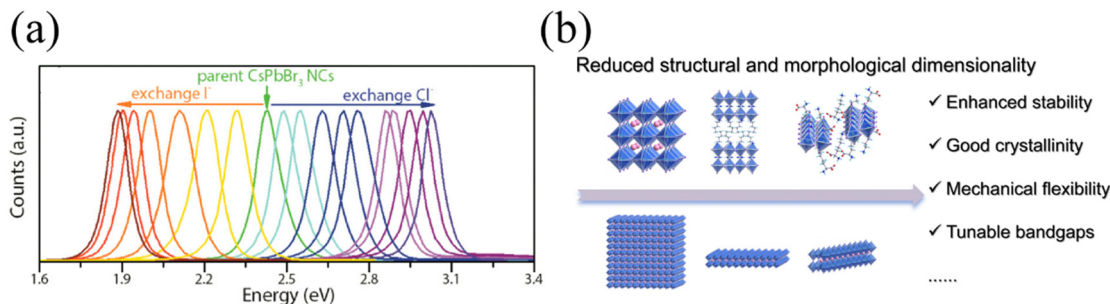 (a)
parent CsPbBr₃ NCs
exchange I⁻
exchange Cl⁻
Counts (a.u.)
1.6 1.9 2.2 2.5 2.8 3.1 3.4
Energy (eV)
(b)
Reduced structural and morphological dimensionality
✓ Enhanced stability
✓ Good crystallinity
✓ Mechanical flexibility
✓ Tunable bandgaps
......